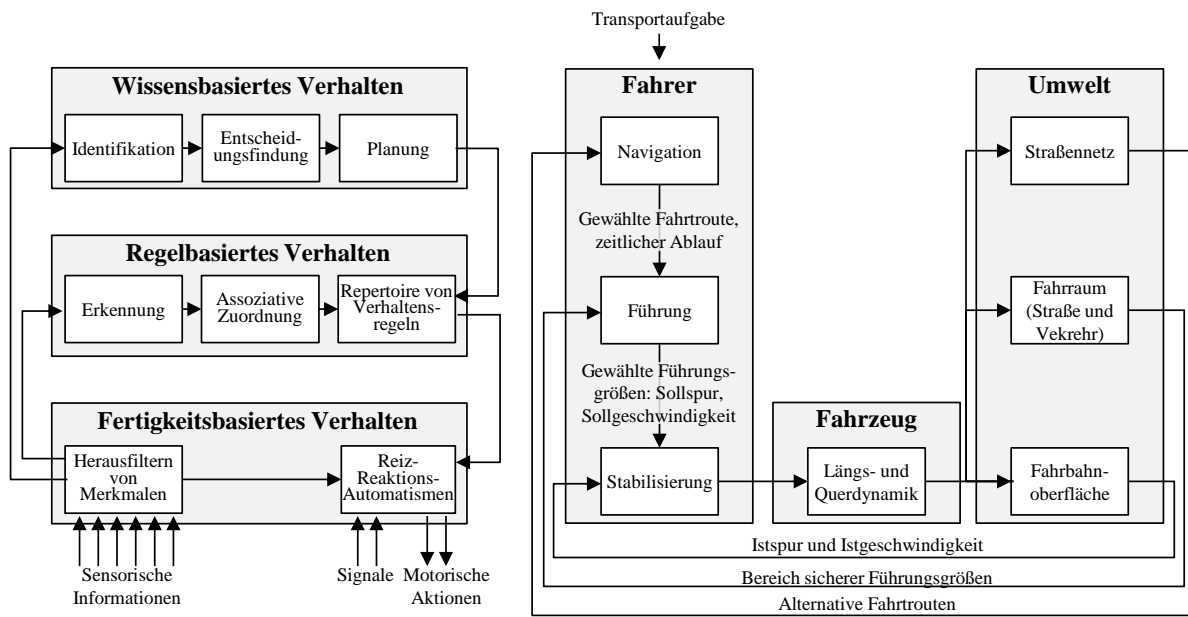 Transportaufgabe
Wissensbasiertes Verhalten
Identifikation
Entscheid-
ungsfindung
Planung
Regelbasiertes Verhalten
Erkennung
Assoziative
Zuordnung
Repertoire von
Verhaltens-
regeln
Fertigkeitsbasiertes Verhalten
Herausfiltern
von
Merkmalen
Reiz-
Reaktions-
Automatismen
Sensorische
Informationen
Signale
Motorische
Aktionen
Fahrer
Navigation
Gewählte Fahrtroute,
zeitlicher Ablauf
Führung
Gewählte Führungs-
größen: Sollspur,
Sollgeschwindigkeit
Stabilisierung
Fahrzeug
Längs- und
Querdynamik
Umwelt
Straßennetz
Fahrraum
(Straße und
Vekrehr)
Fahrbahn-
oberfläche
Istspur und Istgeschwindigkeit
Bereich sicherer Führungsgrößen
Alternative Fahrtrouten